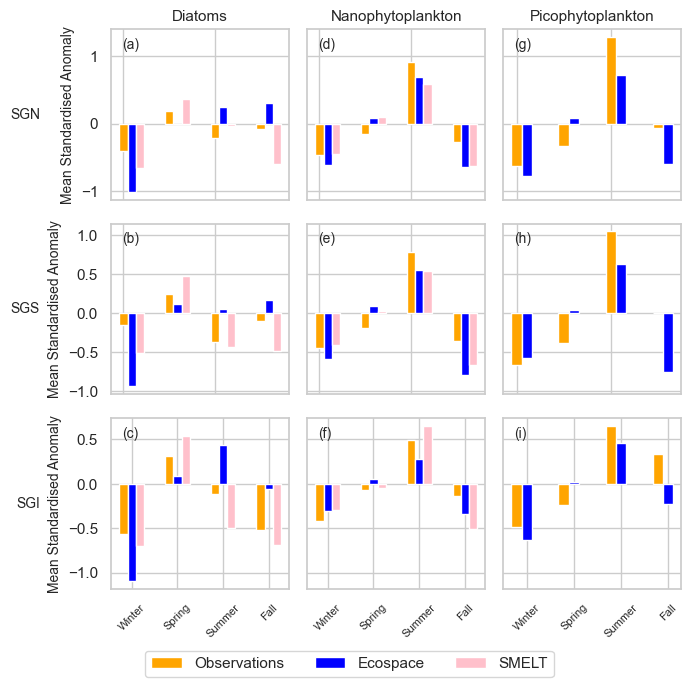 Diatoms Nanophytoplankton Picophytoplankton
SGN
Mean Standardised Anomaly
1
0
−1
(a)
(d)
(g)
SGS
Mean Standardised Anomaly
1.0
0.5
0.0
−0.5
−1.0
(b)
(e)
(h)
SGI
Mean Standardised Anomaly
0.5
0.0
−0.5
−1.0
(c)
(f)
(i)
Winter Spring Summer Fall Winter Spring Summer Fall Winter Spring Summer Fall
Observations Ecospace SMELT